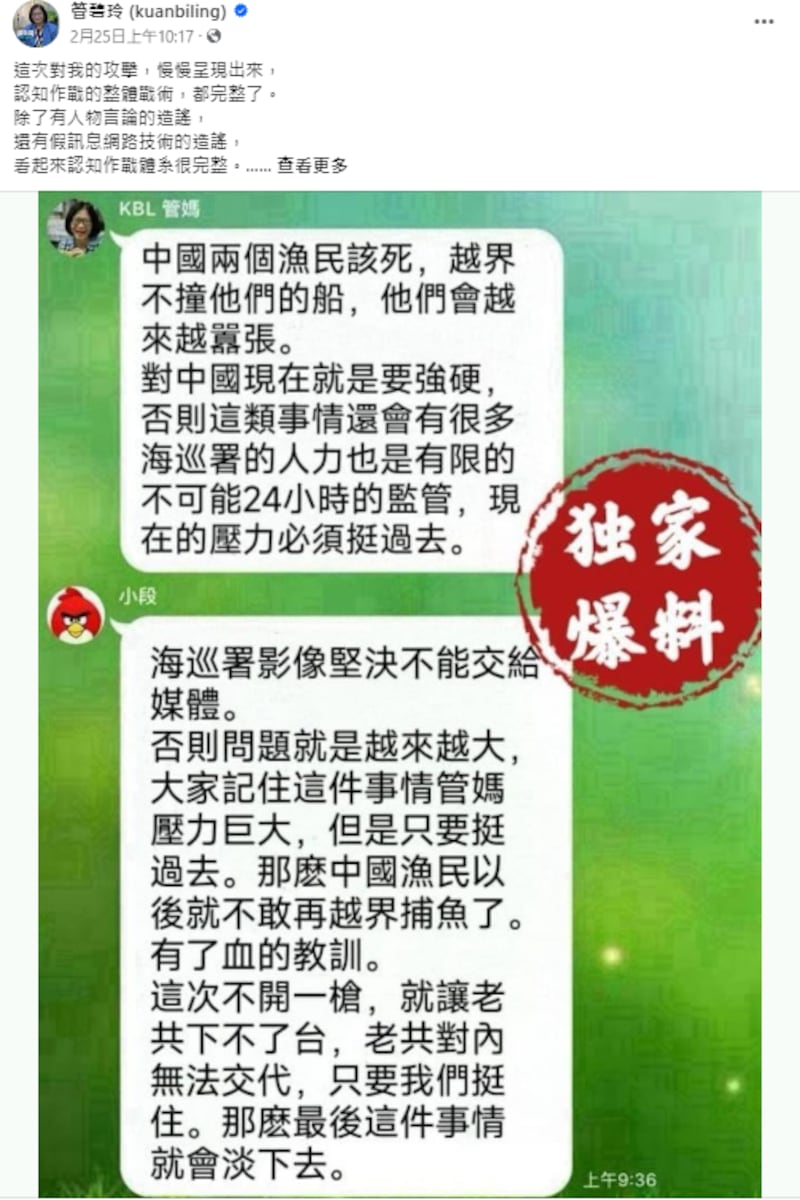 管碧玲 (kuanbiling)
2月25日上午10:17
這次對我的攻擊，慢慢呈現出來，
認知作戰的整體戰術，都完整了。
除了有人物言論的造謠，
還有假訊息網路技術的造謠，
看起來認知作戰體系很完整。...... 查看更多
KBL 管媽
中國兩個漁民該死，越界
不撞他們的船，他們會越
來越囂張。
對中國現在就是要強硬，
否則這類事情還會有很多
海巡署的人力也是有限的
不可能24小時的監管，現
在的壓力必須挺過去。
独家
爆料
小段
海巡署影像堅決不能交給
媒體。
否則問題就是越來越大，
大家記住這件事情管媽
壓力巨大，但是只要挺
過去。那麽中國漁民以
後就不敢再越界捕魚了。
有了血的教訓。
這次不開一槍，就讓老
共下不了台，老共對內
無法交代，只要我們挺
住。那麽最後這件事情
就會淡下去。
上午9:36